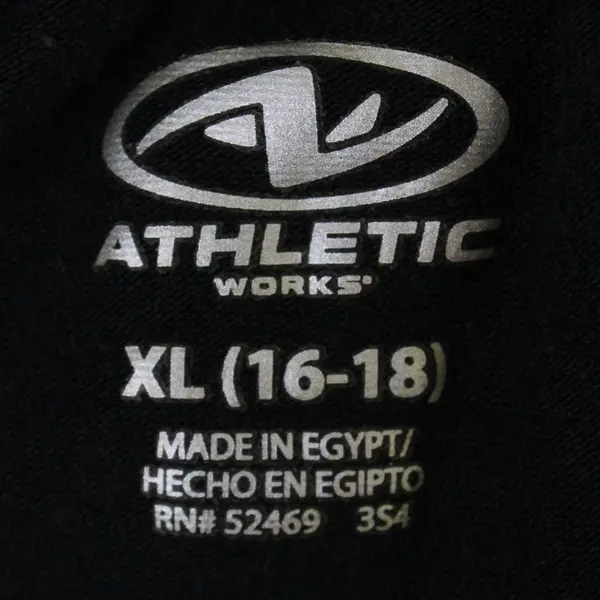 ATHLETIC
WORKS®
XL (16-18)
MADE IN EGYPT/
HECHO EN EGIPTO
RN# 52469 3S4